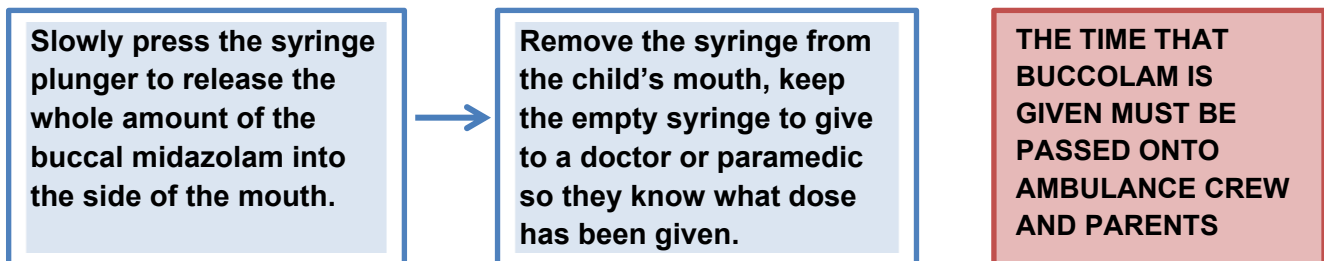 Slowly press the syringe
plunger to release the
whole amount of the
buccal midazolam into
the side of the mouth.
Remove the syringe from
the child’s mouth, keep
the empty syringe to give
to a doctor or paramedic
so they know what dose
has been given.
THE TIME THAT
BUCCOLAM IS
GIVEN MUST BE
PASSED ONTO
AMBULANCE CREW
AND PARENTS